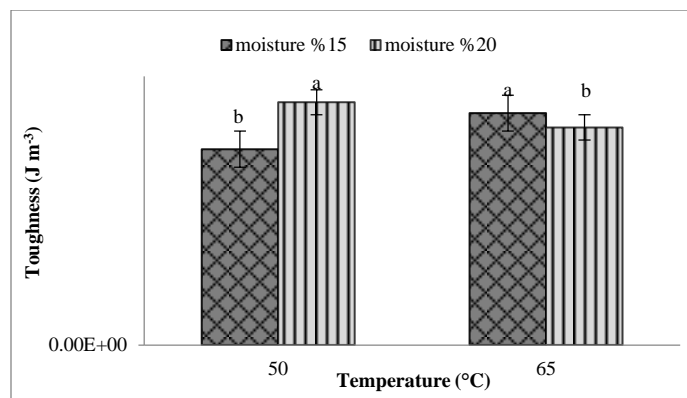 moisture %15 moisture %20
b a a b
Toughness (J m-3)
0.00E+00
50 65
Temperature (°C)